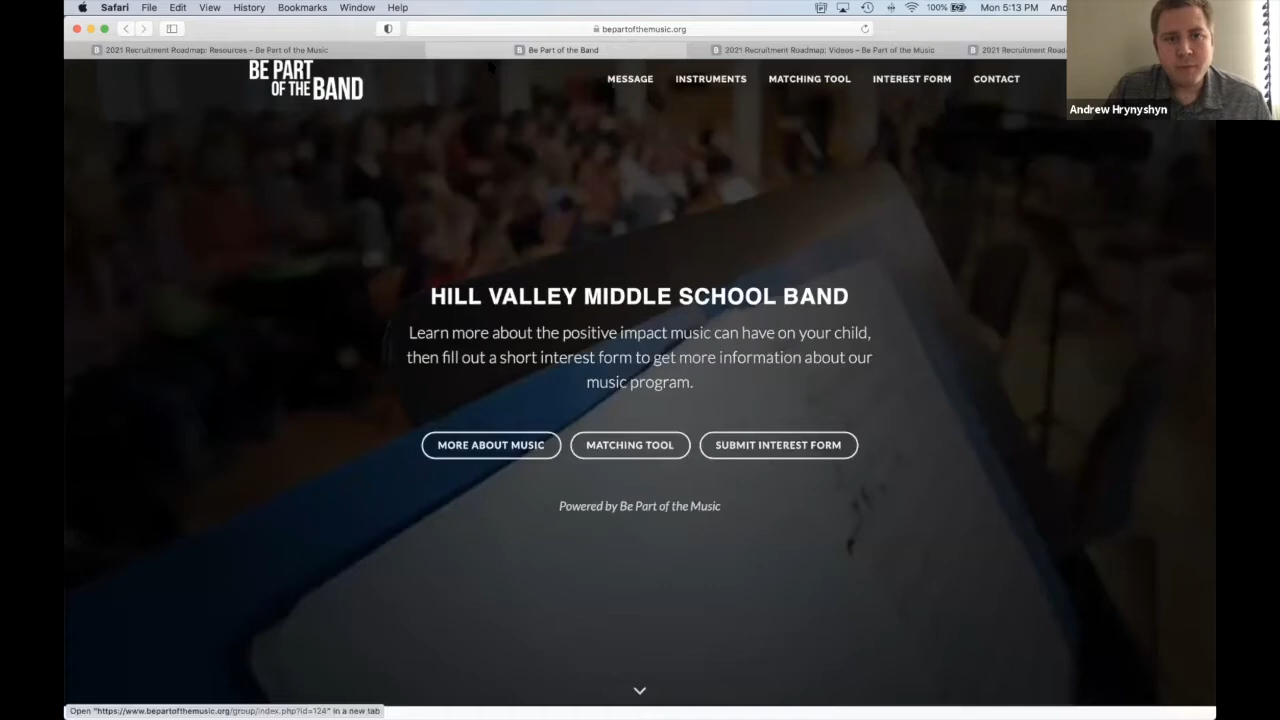 Safari File Edit View History Bookmarks Window Help
100%
Mon 5:13 PM
bepartofthemusic.org
2021 Recruitment Roadmap: Resources – Be Part of the Music
Be Part of the Band
2021 Recruitment Roadmap: Videos – Be Part of the Music
2021 Recruitment Road
BE PART
OF THE BAND
MESSAGE INSTRUMENTS MATCHING TOOL INTEREST FORM CONTACT
Andrew Hrynyshyn
HILL VALLEY MIDDLE SCHOOL BAND
Learn more about the positive impact music can have on your child,
then fill out a short interest form to get more information about our
music program.
MORE ABOUT MUSIC MATCHING TOOL SUBMIT INTEREST FORM
Powered by Be Part of the Music
Open "https://www.bepartofthemusic.org/group/index.php?id=124" in a new tab